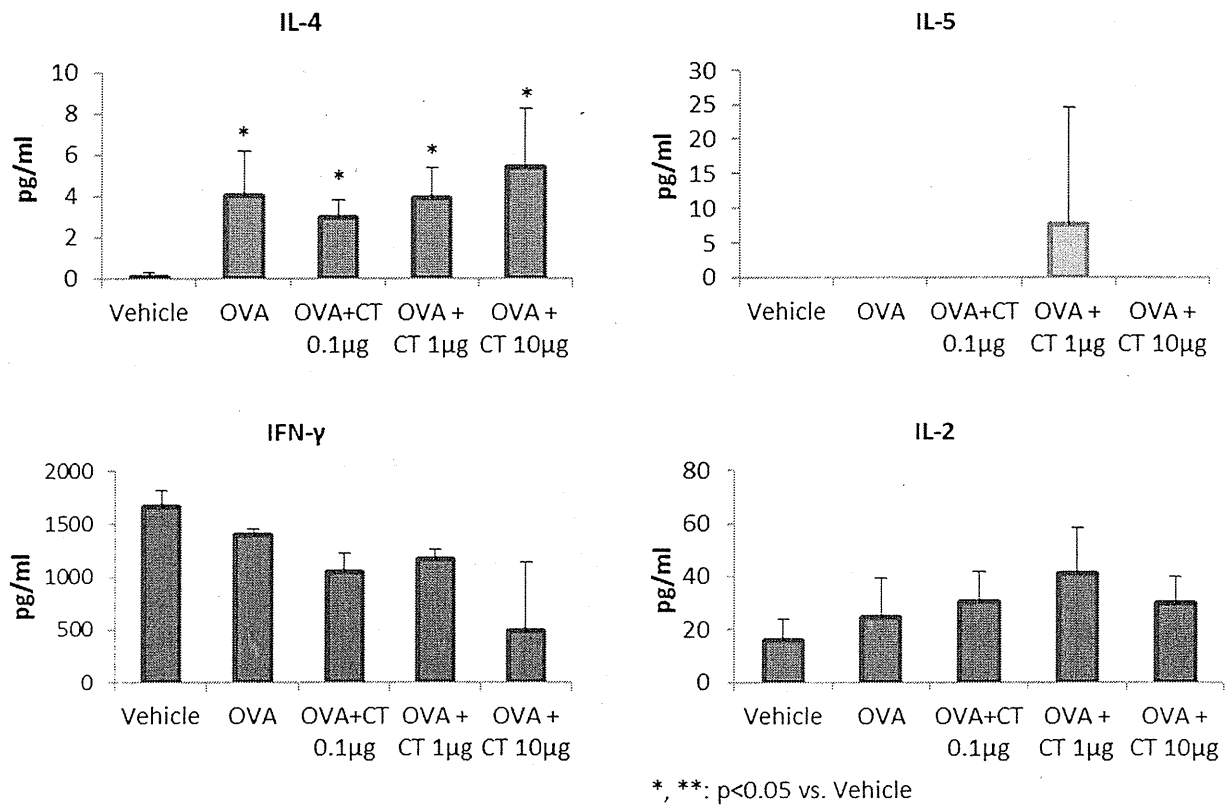 IL-4
10
8
6
4
2
0
pg/ml
*
*
*
*
Vehicle OVA OVA+CT 0.1µg OVA + CT 1µg OVA + CT 10µg
IL-5
30
25
20
15
10
5
0
pg/ml
Vehicle OVA OVA+CT 0.1µg OVA + CT 1µg OVA + CT 10µg
IFN-γ
2000
1500
1000
500
0
pg/ml
Vehicle OVA OVA+CT 0.1µg OVA + CT 1µg OVA + CT 10µg
IL-2
80
60
40
20
0
pg/ml
Vehicle OVA OVA+CT 0.1µg OVA + CT 1µg OVA + CT 10µg
*, **: p<0.05 vs. Vehicle